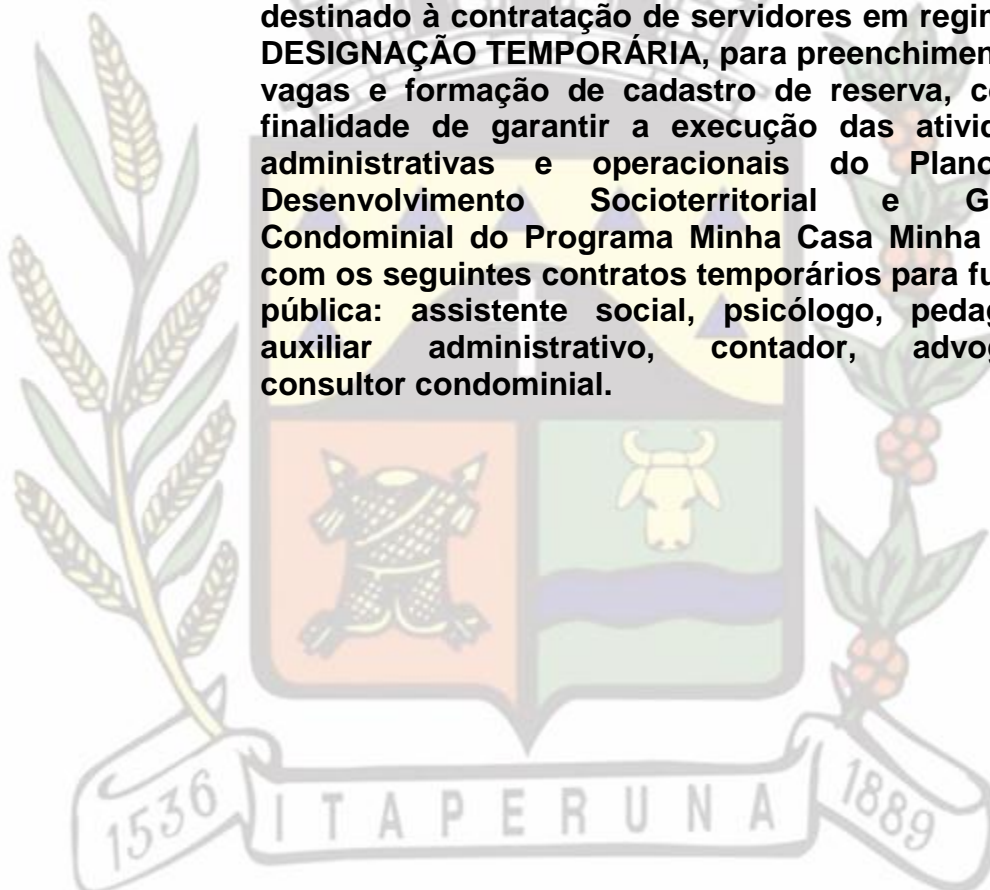 destinado à contratação de servidores em regin
DESIGNAÇÃO TEMPORÁRIA, para preenchimen
vagas e formação de cadastro de reserva, c
finalidade de garantir a execução das ativid
administrativas e operacionais do Plano
Desenvolvimento Socioterritorial e G
Condominial do Programa Minha Casa Minha
com os seguintes contratos temporários para fu
pública: assistente social, psicólogo, pedag
auxiliar administrativo, contador, advog
consultor condominial.
1536 ITAPERUNA 1889